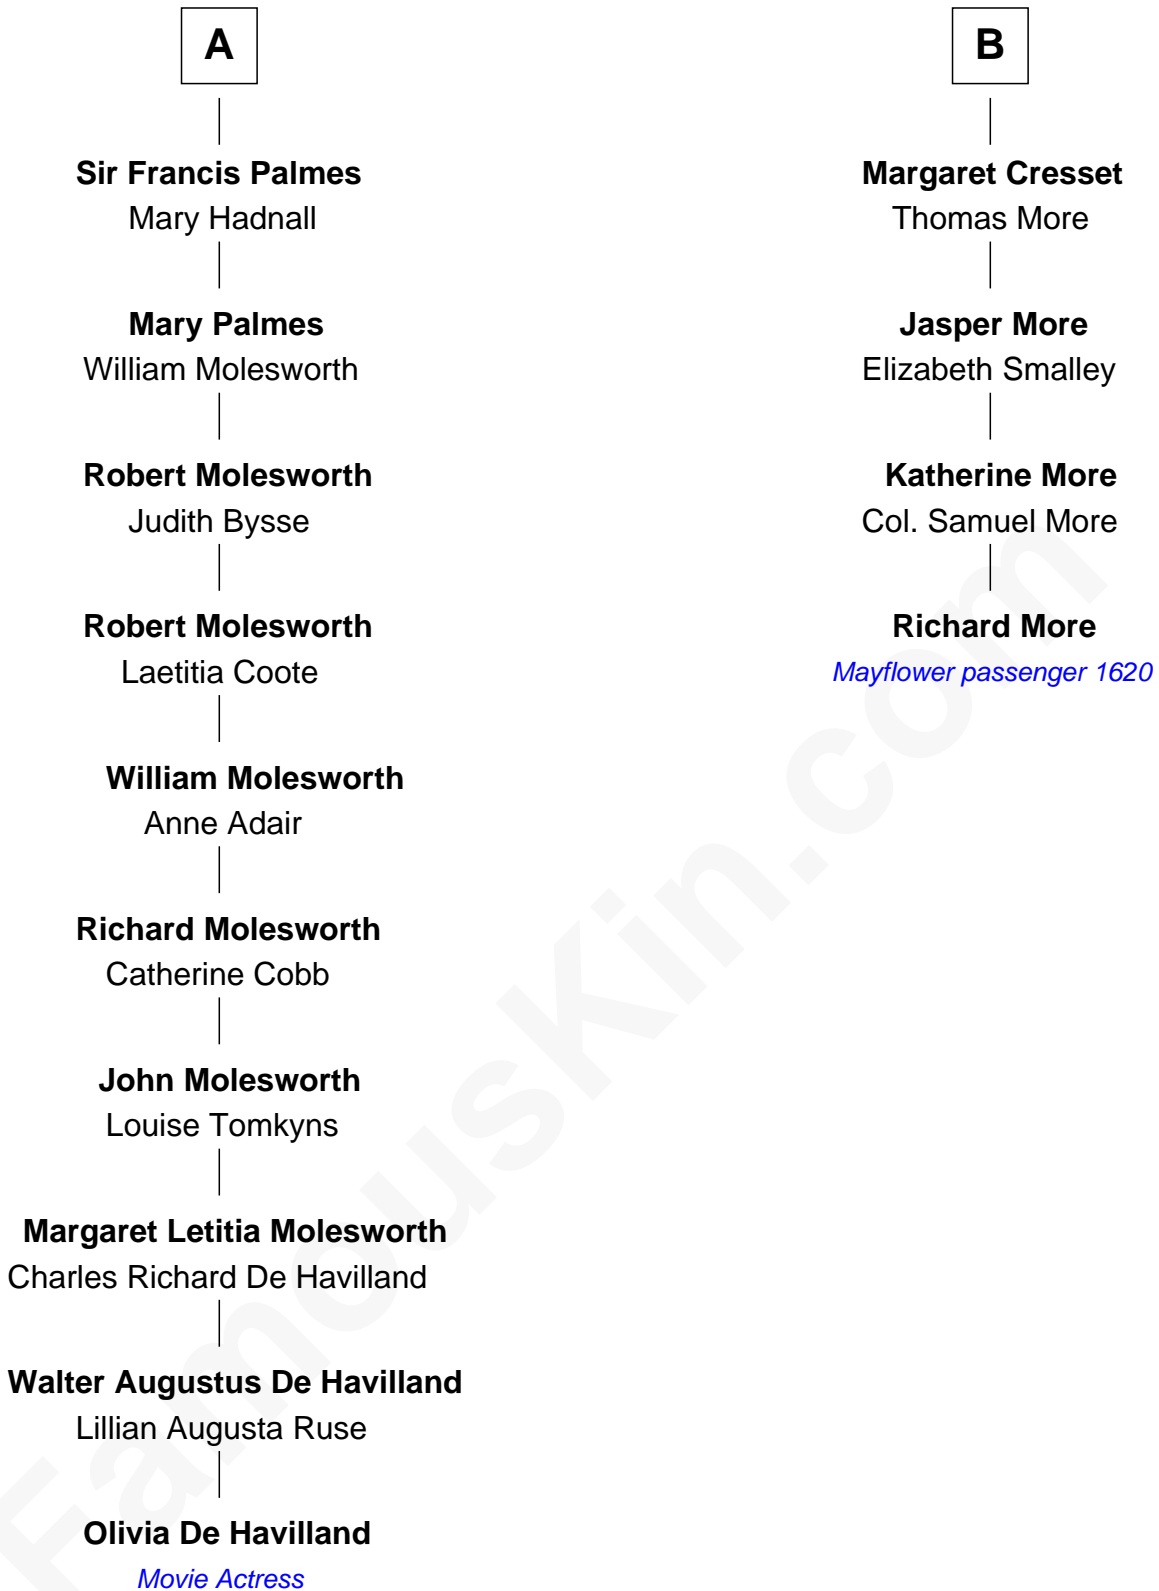 A
Sir Francis Palmes
Mary Hadnall
Mary Palmes
William Molesworth
Robert Molesworth
Judith Bysse
Robert Molesworth
Laetitia Coote
William Molesworth
Anne Adair
Richard Molesworth
Catherine Cobb
John Molesworth
Louise Tomkyns
Margaret Letitia Molesworth
Charles Richard De Havilland
Walter Augustus De Havilland
Lillian Augusta Ruse
Olivia De Havilland
Movie Actress
B
Margaret Cresset
Thomas More
Jasper More
Elizabeth Smalley
Katherine More
Col. Samuel More
Richard More
Mayflower passenger 1620
FamousKin.com